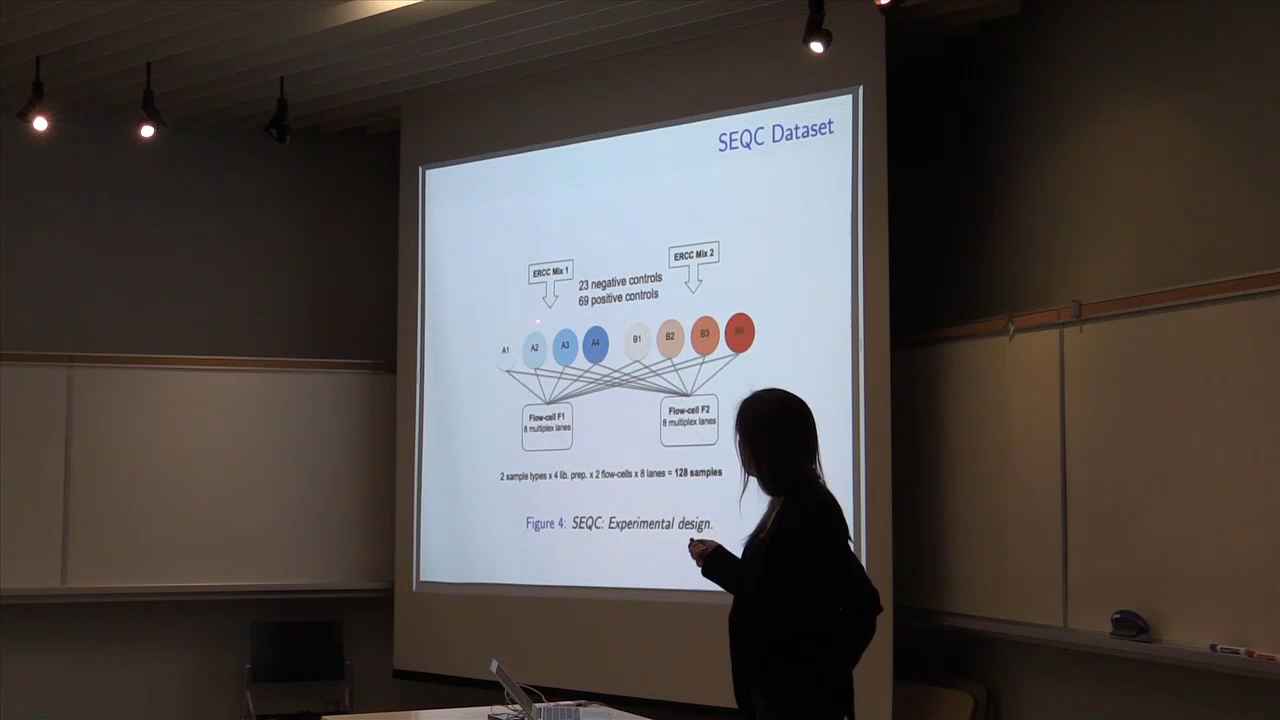 SEQC Dataset
ERCC Mix 1
ERCC Mix 2
23 negative controls
69 positive controls
A1
A2
A3
A4
B1
B2
B3
B4
Flow-cell F1
8 multiplex lanes
Flow-cell F2
8 multiplex lanes
2 sample types x 4 lib. prep. x 2 flow-cells x 8 lanes = 128 samples
Figure 4: SEQC: Experimental design.